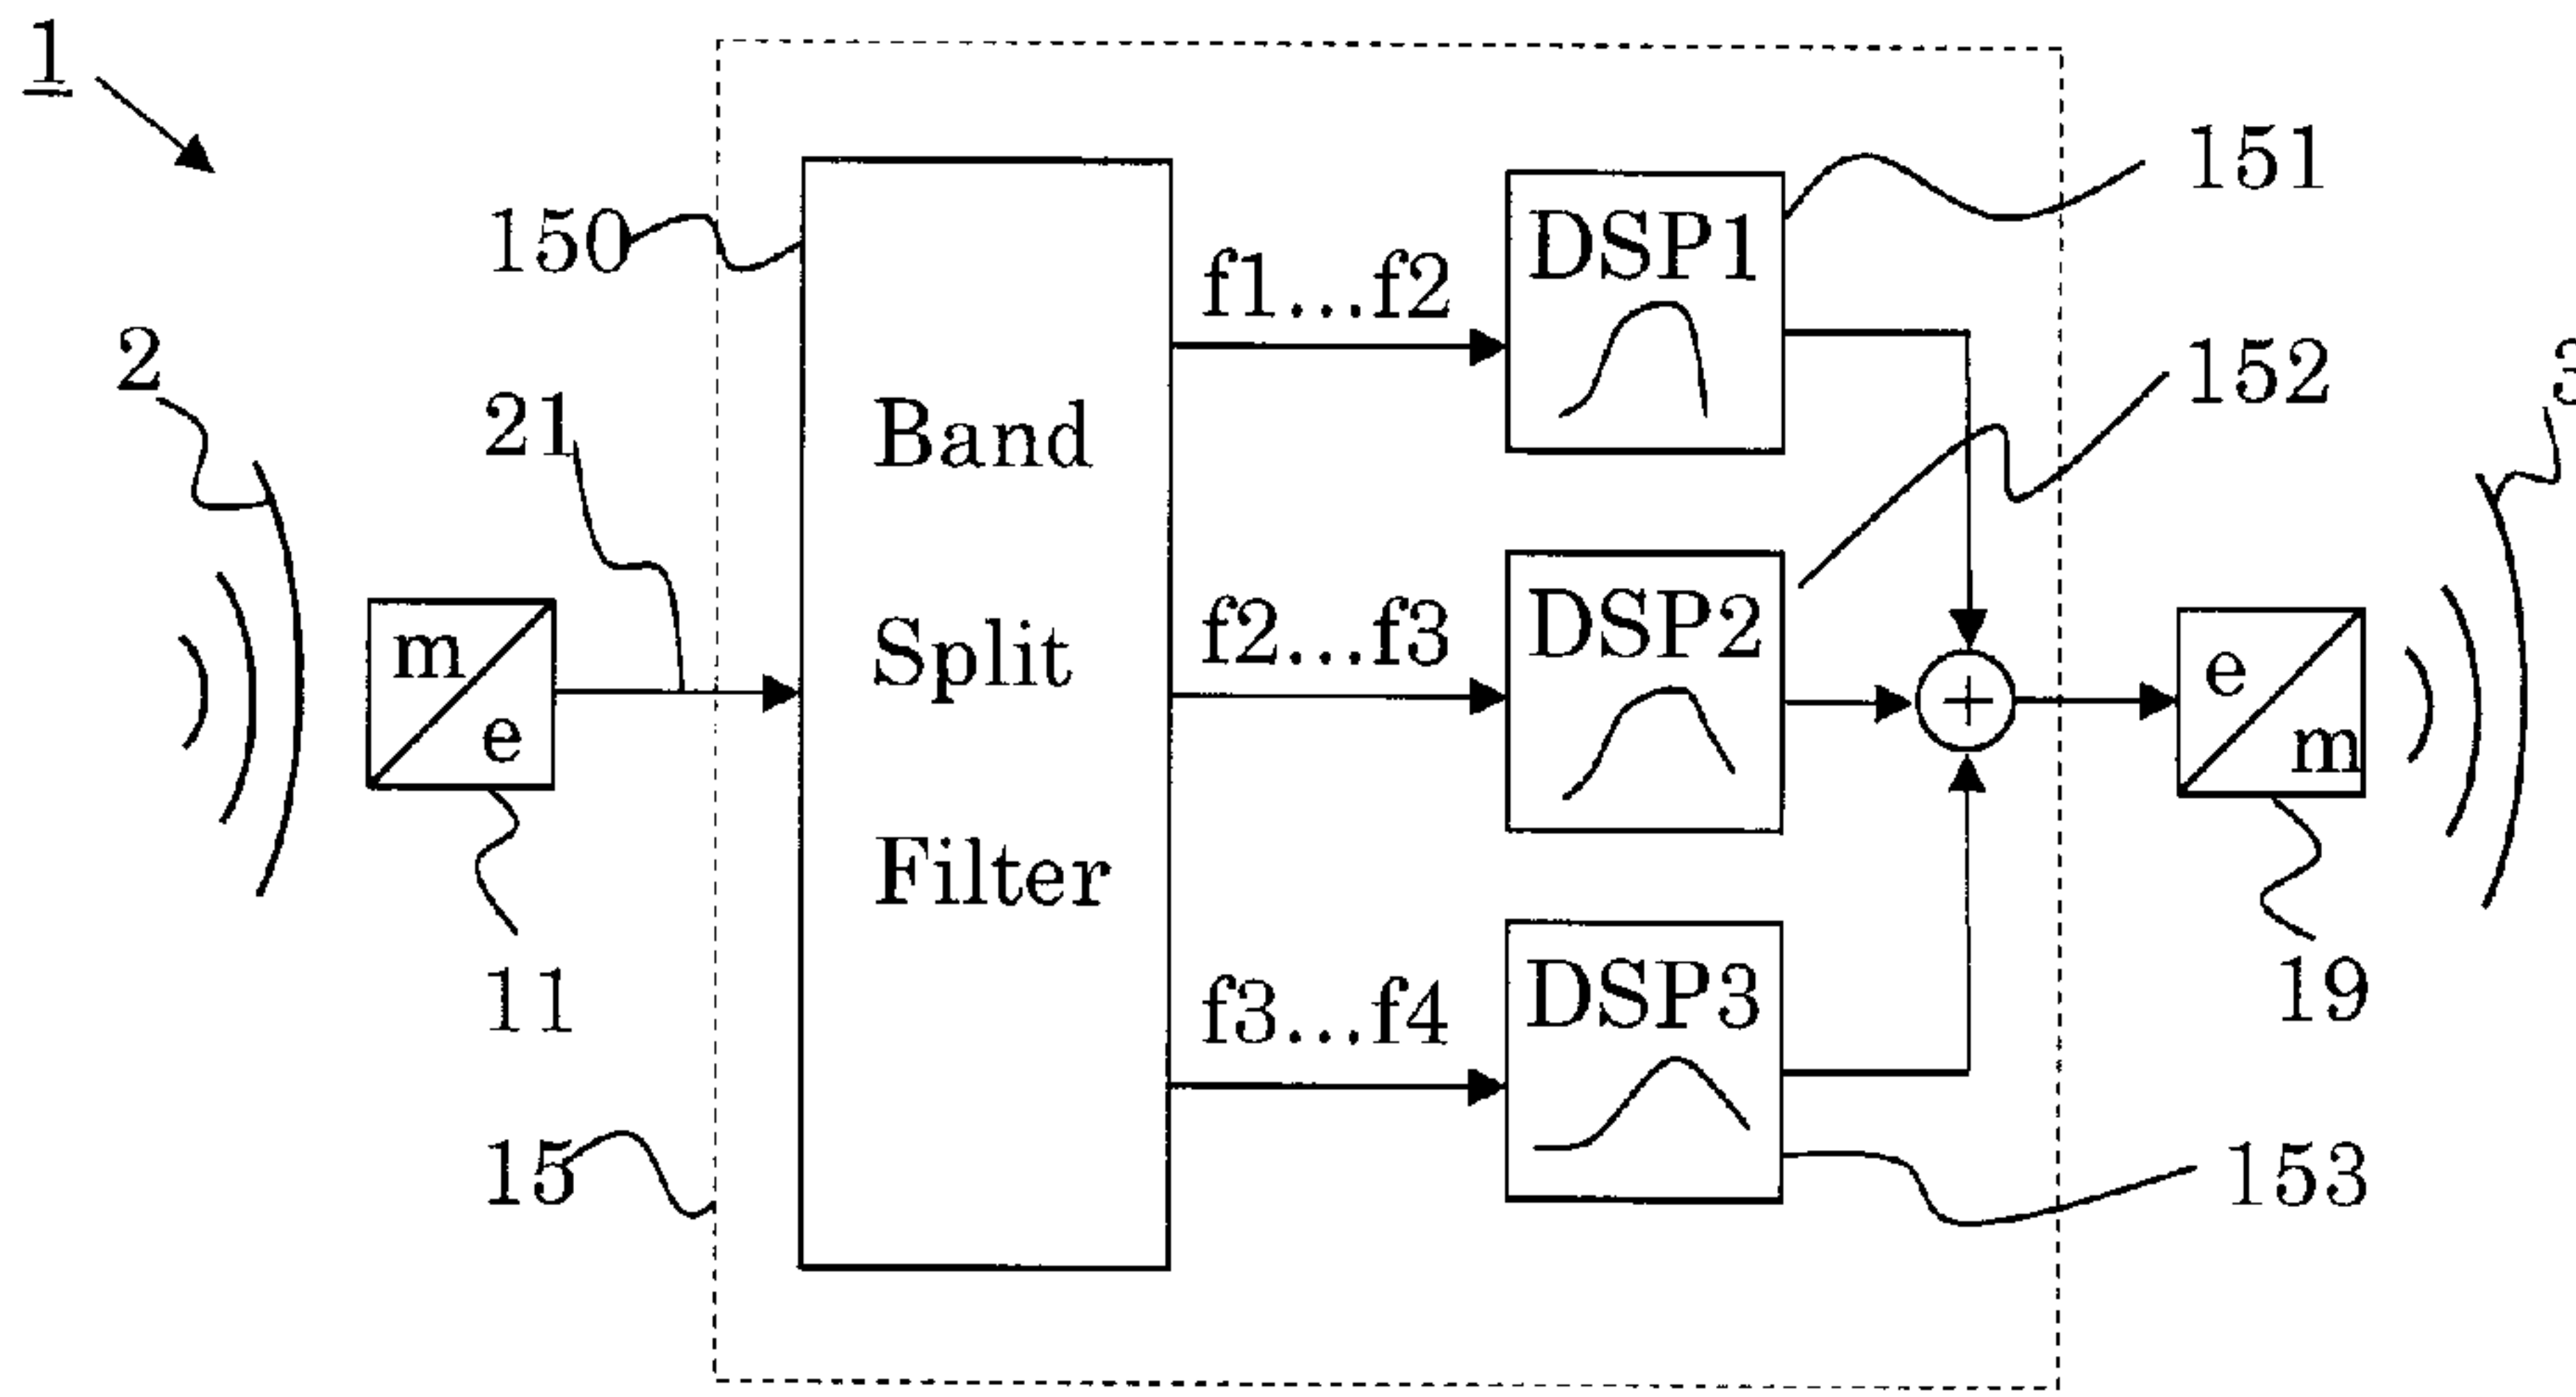 1
150
151
DSP1
f1...f2
2
21
152
3
Band
Split
Filter
f2...f3
DSP2
m
e
+
e
m
11
f3...f4
DSP3
19
15
153